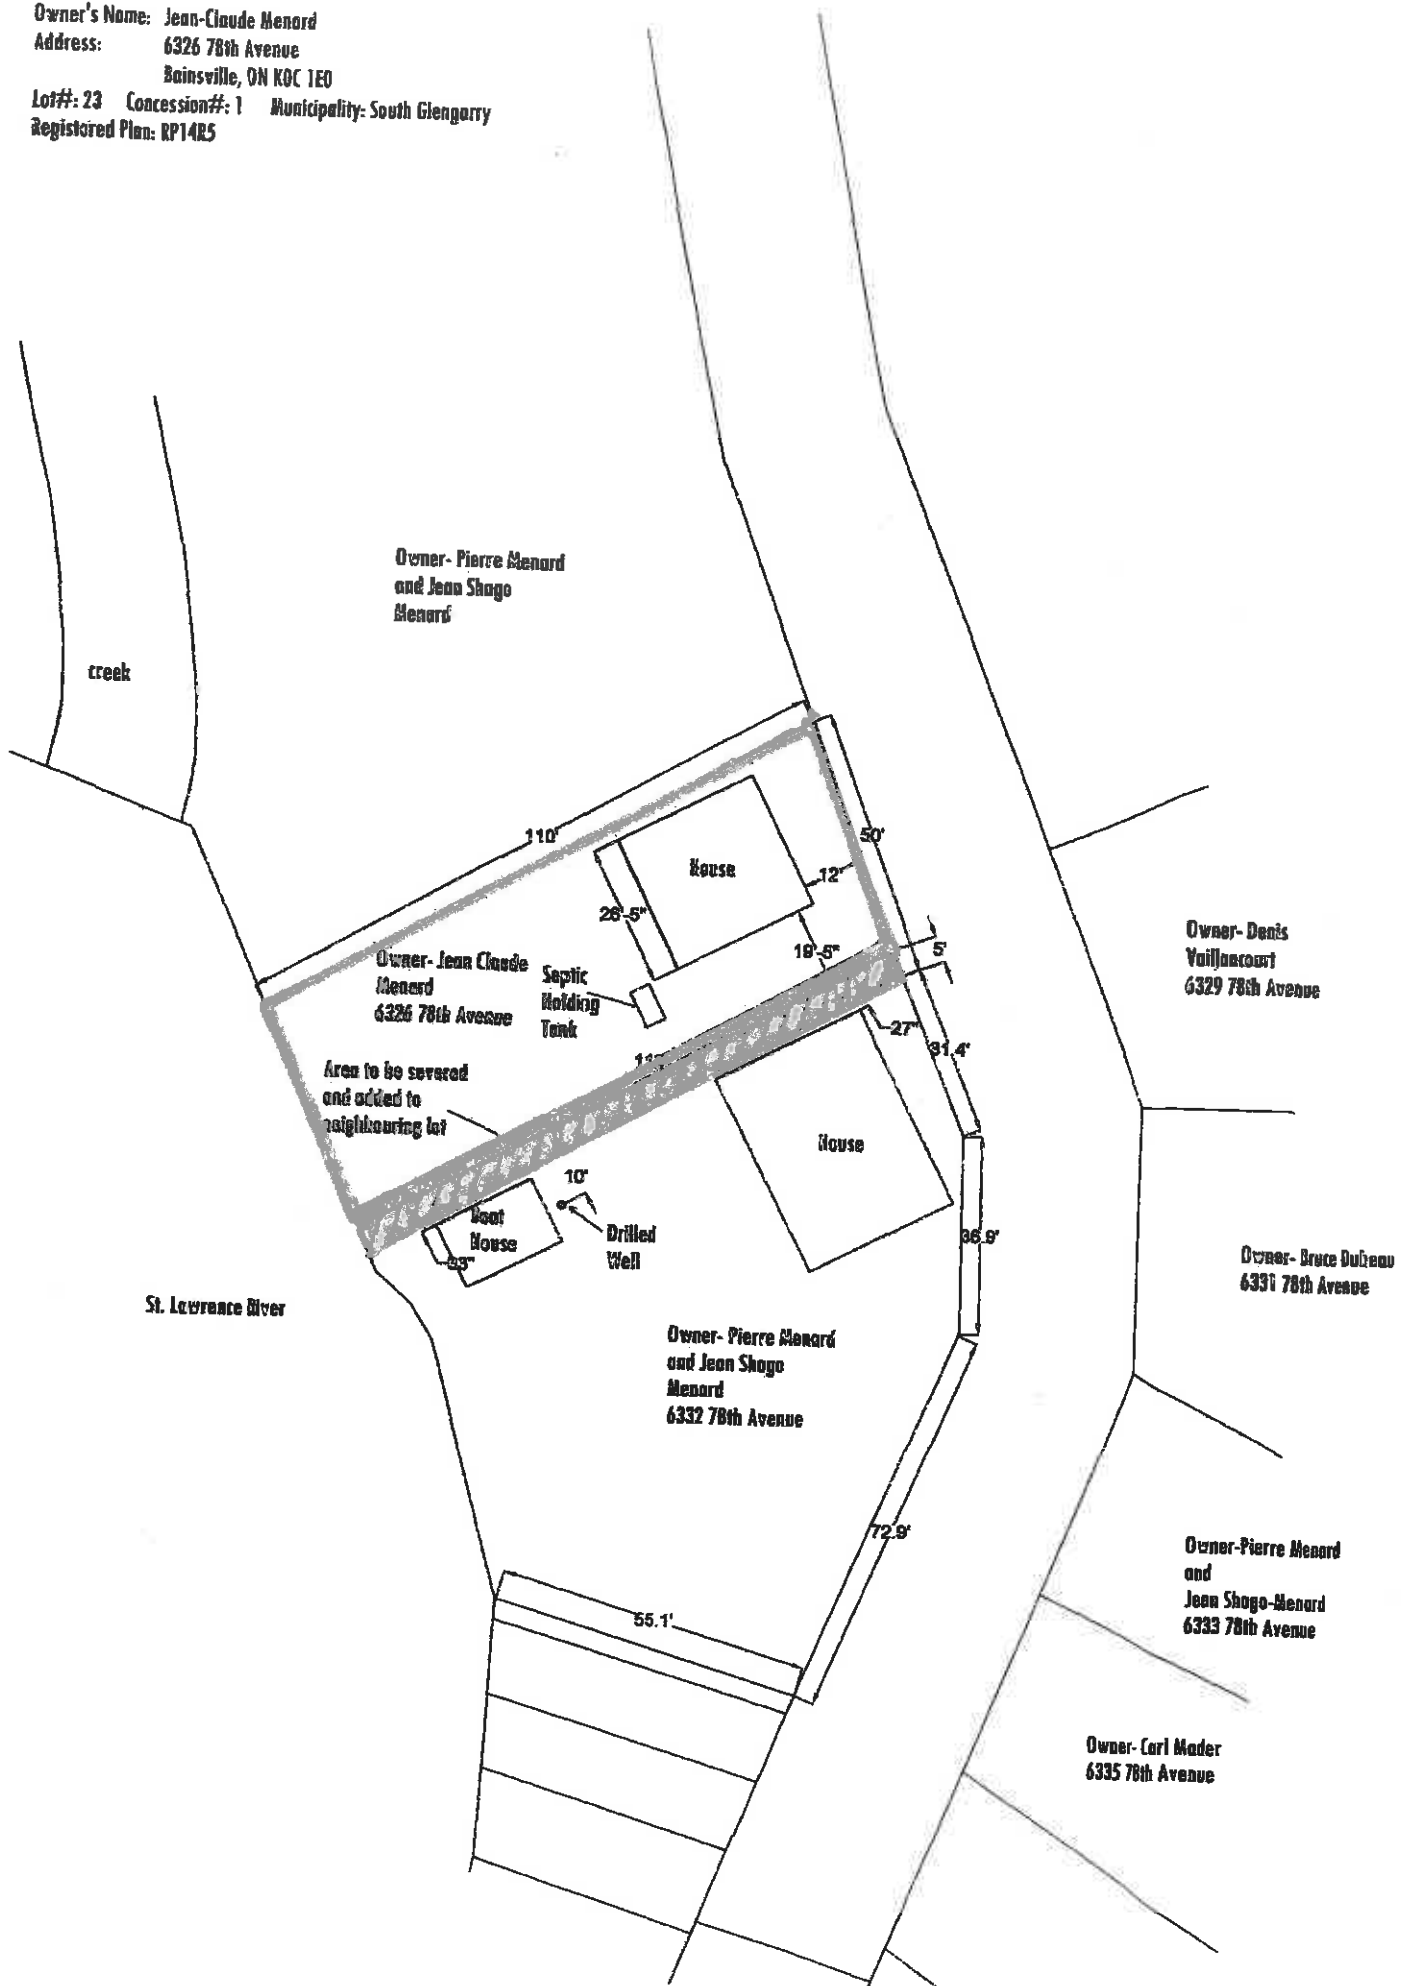 Owner's Name: Jean-Claude Menard
Address: 6326 78th Avenue
Bainsville, ON K0C 1E0
Lot#: 23 Concession#: 1 Municipality: South Glengarry
Registered Plan: RP14R5
Owner- Pierre Menard
and Jean Shago
Menard
creek
110'
House
50'
12'
26'-5"
19'-5"
5'
Owner- Jean Claude
Menard
6326 78th Avenue
Septic
Holding
Tank
Owner- Denis
Vaillancourt
6329 78th Avenue
27"
31.4'
Area to be severed
and added to
neighbouring lot
House
10'
Boat
House
33"
Drilled
Well
36.9'
Owner- Bruce DuBeau
6331 78th Avenue
St. Lawrence River
Owner- Pierre Menard
and Jean Shago
Menard
6332 78th Avenue
72.9'
Owner-Pierre Menard
and
Jean Shago-Menard
6333 78th Avenue
55.1'
Owner- Carl Mader
6335 78th Avenue